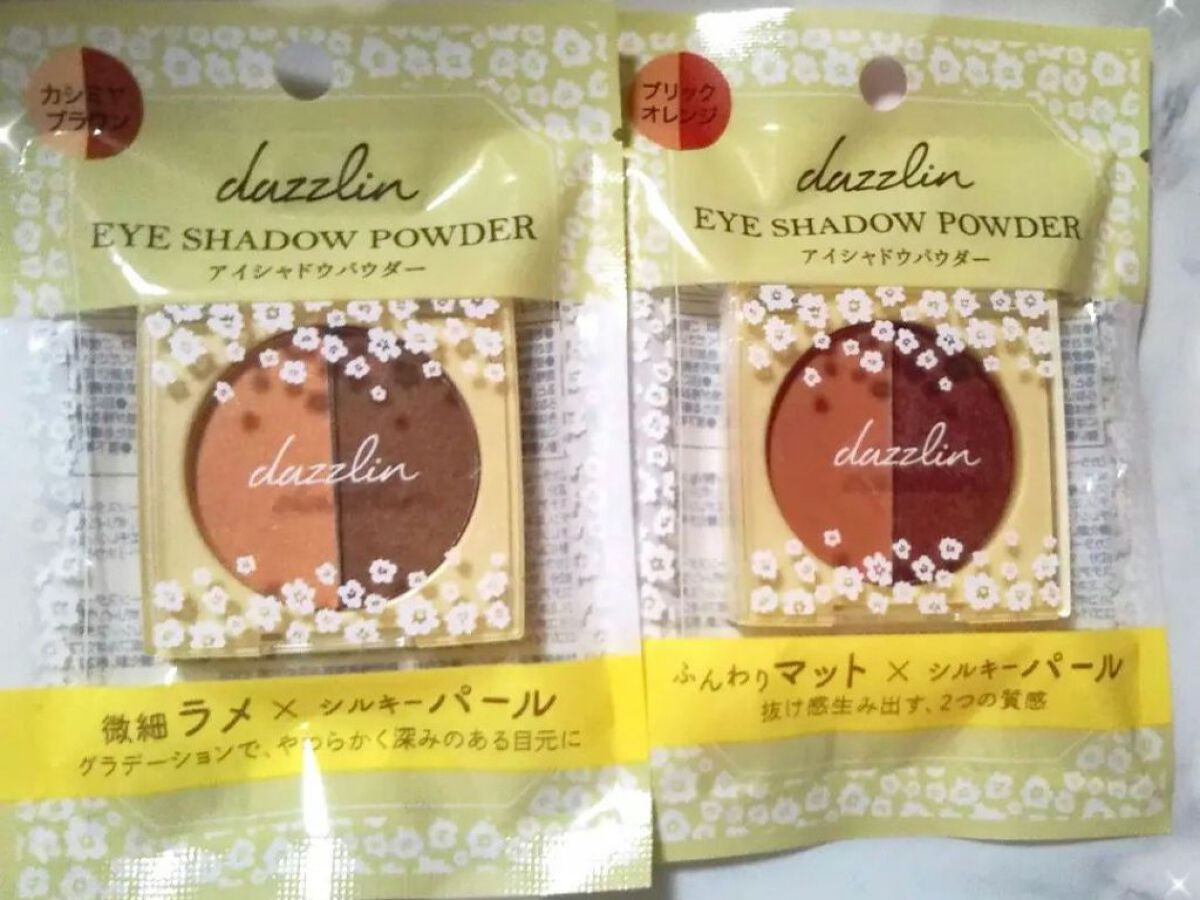 カシミヤ
ブラウン
dazzlin
EYE SHADOW POWDER
アイシャドウパウダー
dazzlin
微細 ラメ × シルキー パール
グラデーションで、やわらかく深みのある目元に
ブリック
オレンジ
dazzlin
EYE SHADOW POWDER
アイシャドウパウダー
dazzlin
ふんわり マット × シルキー パール
抜け感生み出す、2つの質感